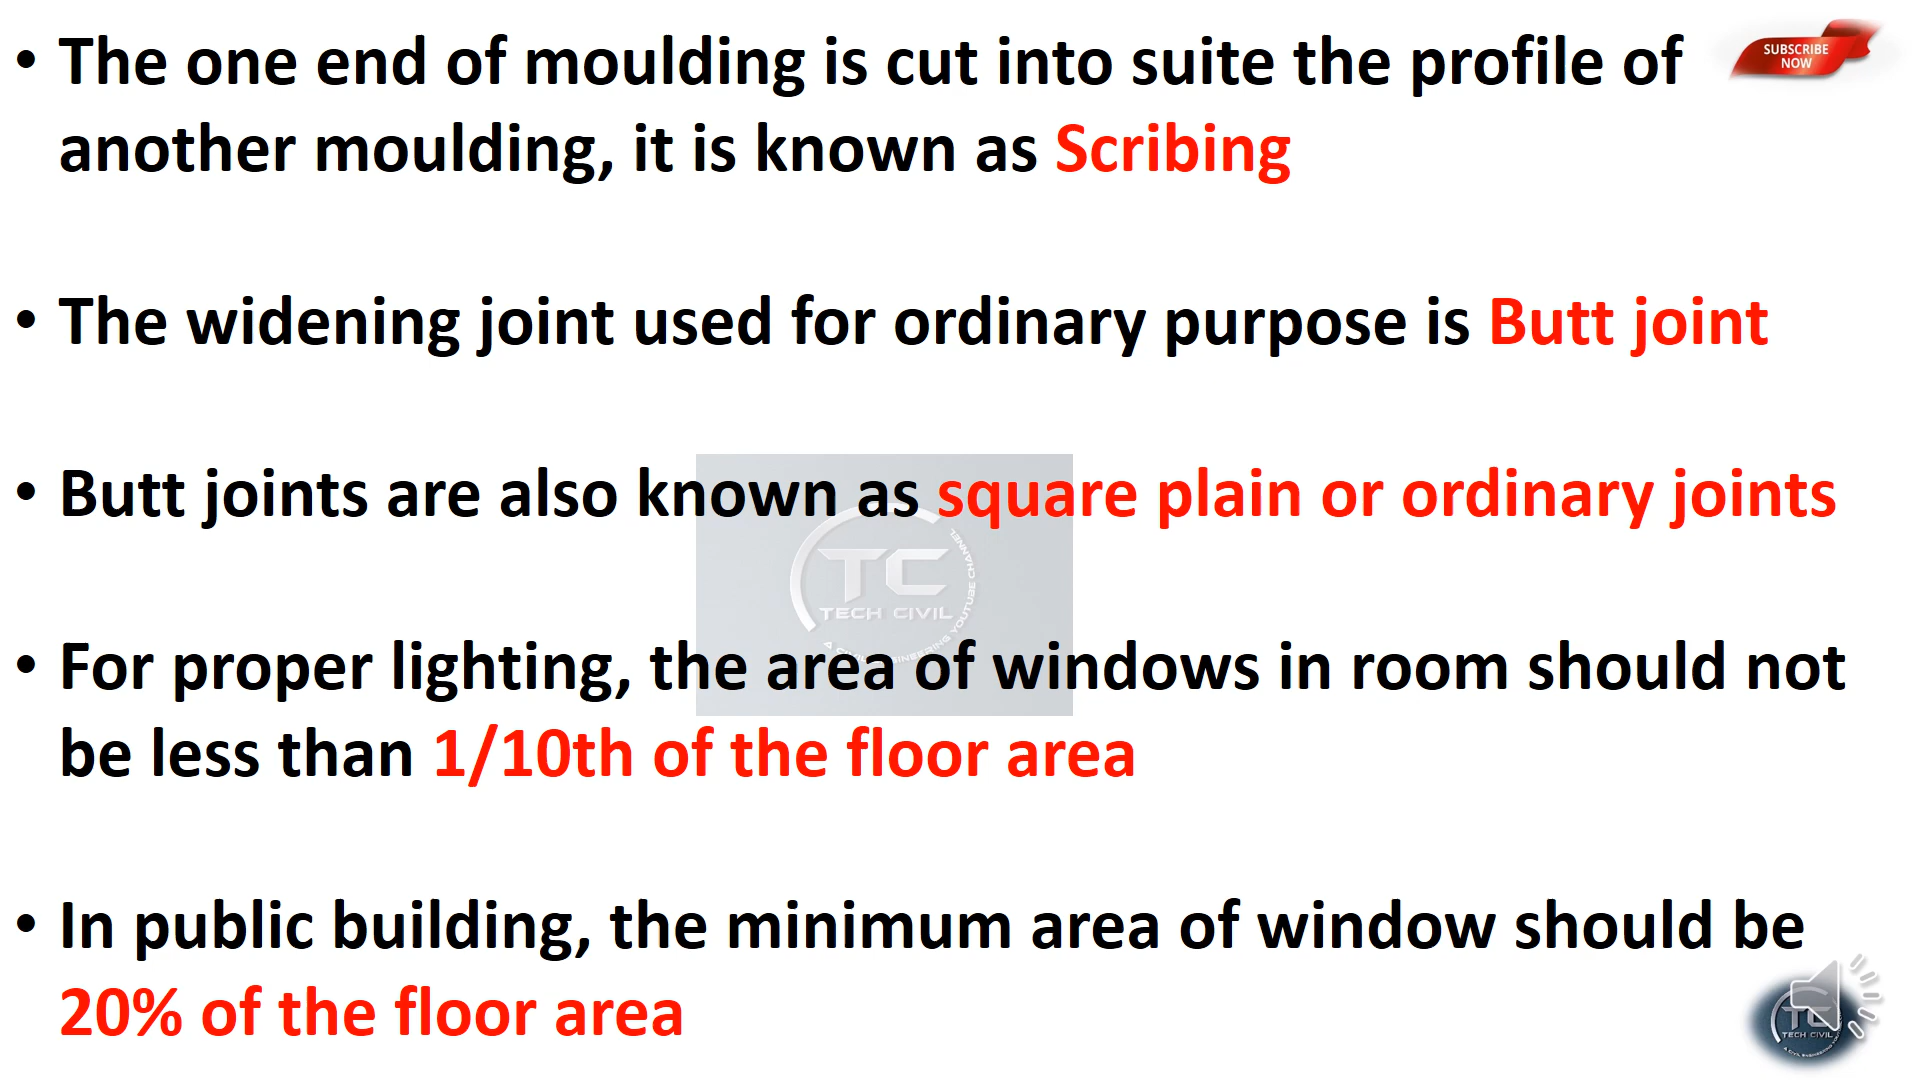 • The one end of moulding is cut into suite the profile of
another moulding, it is known as Scribing
SUBSCRIBE
NOW
• The widening joint used for ordinary purpose is Butt joint
• Butt joints are also known as square plain or ordinary joints
TC
TECH CIVIL
• For proper lighting, the area of windows in room should not
be less than 1/10th of the floor area
• In public building, the minimum area of window should be
20% of the floor area
TC
TECH CIVIL